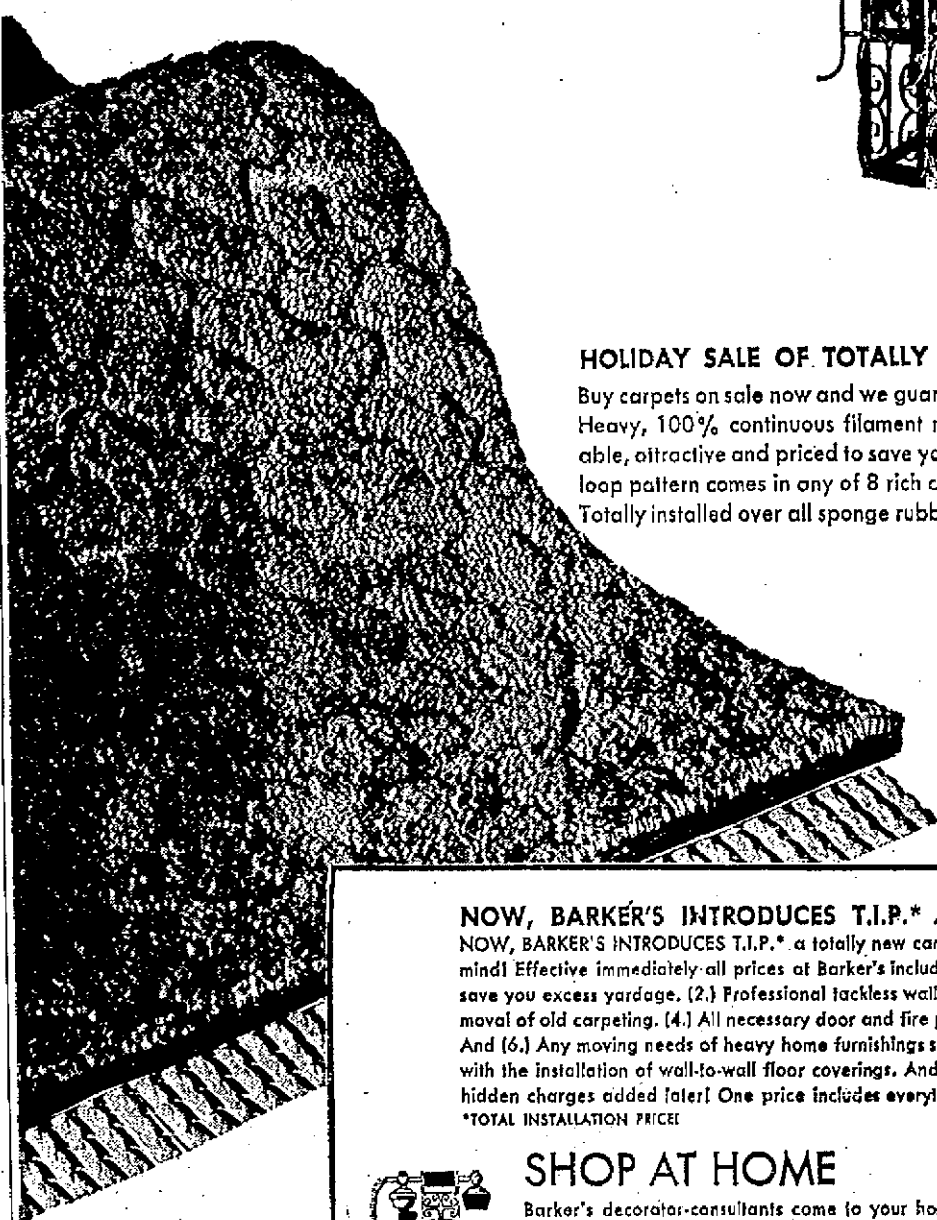 HOLIDAY SALE OF TOTALLY
Buy carpets on sale now and we guar
Heavy, 100% continuous filament
able, attractive and priced to save yo
loop pattern comes in any of 8 rich c
Totally installed over all sponge rubb
NOW, BARKER'S INTRODUCES T.I.P.*
NOW, BARKER'S INTRODUCES T.I.P.* a totally new car
mind! Effective immediately all prices at Barker's includ
save you excess yardage. (2.) Professional tackless wall
moval of old carpeting. (4.) All necessary door and fire
And (6.) Any moving needs of heavy home furnishings s
with the installation of wall-to-wall floor coverings. And
hidden charges added later! One price includes everyt
*TOTAL INSTALLATION PRICE!
SHOP AT HOME
Barker's decorator-consultants come to your ho